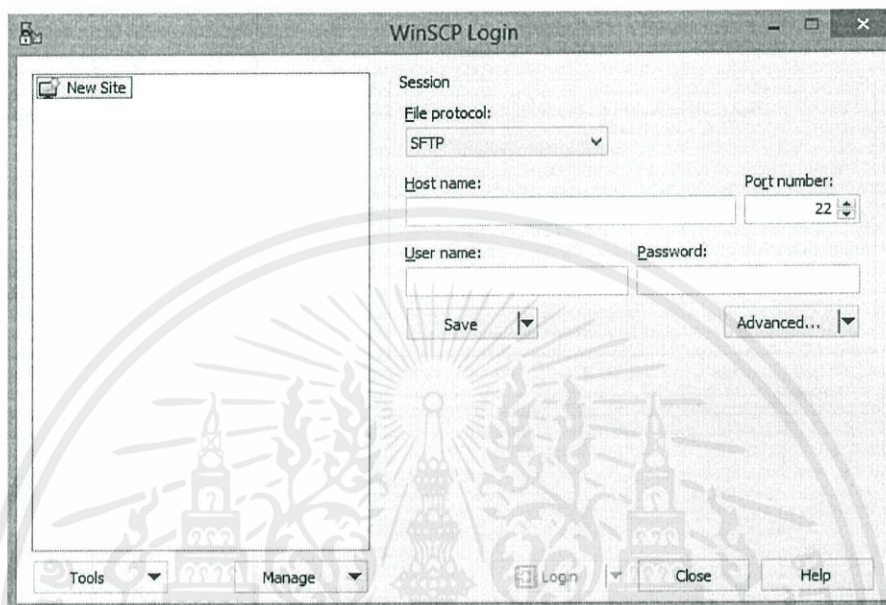 WinSCP Login
New Site
Session
File protocol:
SFTP
Host name:
Port number:
22
User name:
Password:
Save
Advanced...
Tools
Manage
Login
Close
Help